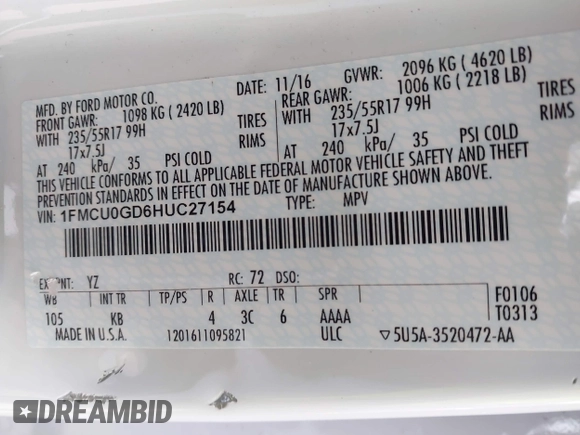 MFD. BY FORD MOTOR CO. DATE: 11/16 GVWR: 2096 KG ( 4620 LB)
FRONT GAWR: 1098 KG ( 2420 LB) REAR GAWR: 1006 KG ( 2218 LB)
WITH 235/55R17 99H TIRES WITH 235/55R17 99H TIRES
17x7.5J RIMS 17x7.5J RIMS
AT 240 kPa/ 35 PSI COLD AT 240 kPa/ 35 PSI COLD
THIS VEHICLE CONFORMS TO ALL APPLICABLE FEDERAL MOTOR VEHICLE SAFETY AND THEFT
PREVENTION STANDARDS IN EFFECT ON THE DATE OF MANUFACTURE SHOWN ABOVE.
VIN: 1FMCU0GD6HUC27154 TYPE: MPV
EXT PNT: YZ RC: 72 DSO:
WB INT TR TP/PS R AXLE TR SPR F0106
105 KB 4 3C 6 AAAA T0313
MADE IN U.S.A. 1201611095821 ULC ▽5U5A-3520472-AA
DREAMBID